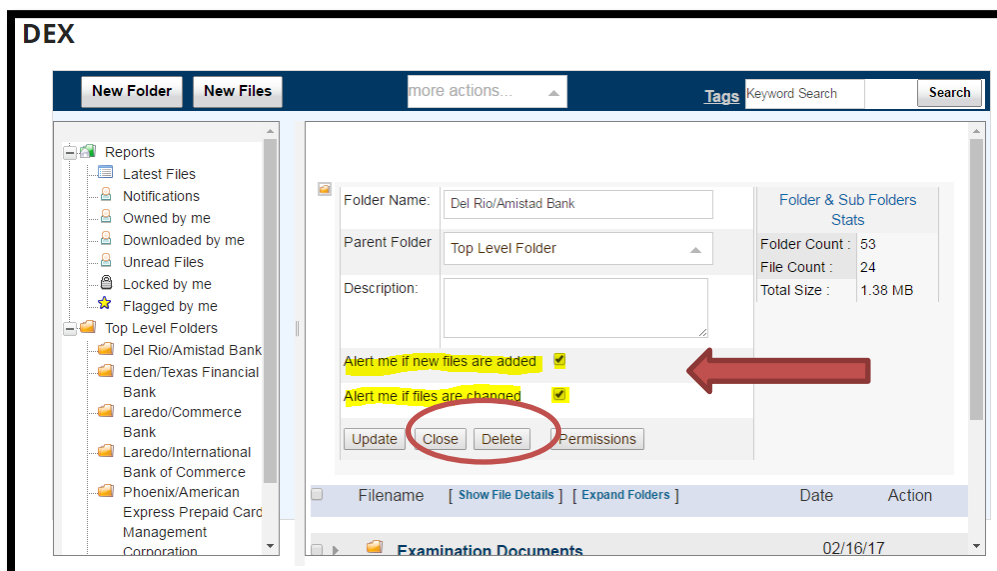 DEX
New Folder New Files more actions... Tags Keyword Search Search
Reports
Latest Files
Notifications
Owned by me
Downloaded by me
Unread Files
Locked by me
Flagged by me
Top Level Folders
Del Rio/Amistad Bank
Eden/Texas Financial
Bank
Laredo/Commerce
Bank
Laredo/International
Bank of Commerce
Phoenix/American
Express Prepaid Card
Management
Corporation
Folder Name: Del Rio/Amistad Bank
Parent Folder Top Level Folder
Description:
Alert me if new files are added
Alert me if files are changed
Update Close Delete Permissions
Folder & Sub Folders
Stats
Folder Count : 53
File Count : 24
Total Size : 1.38 MB
Filename [ Show File Details ] [ Expand Folders ] Date Action
Examination Documents 02/16/17